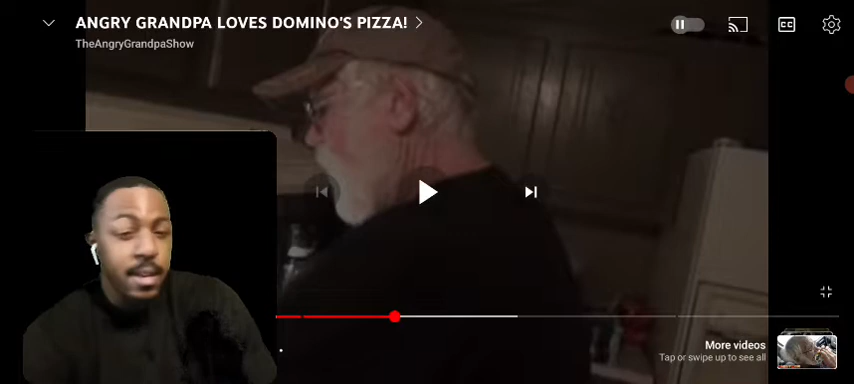 ANGRY GRANDPA LOVES DOMINO'S PIZZA!
TheAngryGrandpaShow
CC
More videos
Tap or swipe up to see all